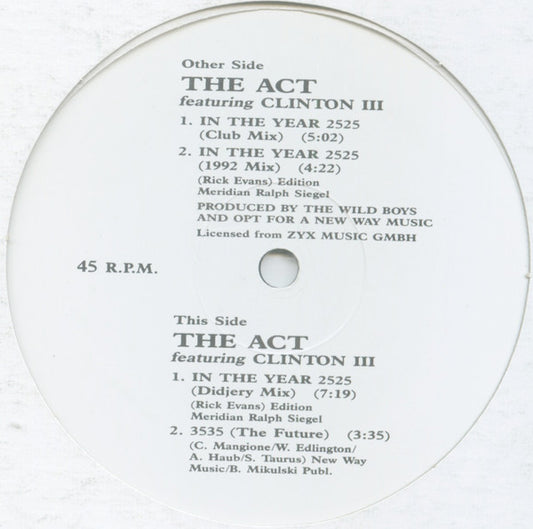 Other Side
THE ACT
featuring CLINTON III
1. IN THE YEAR 2525
(Club Mix) (5:02)
2. IN THE YEAR 2525
(1992 Mix) (4:22)
(Rick Evans) Edition
Meridian Ralph Siegel
PRODUCED BY THE WILD BOYS
AND OPT FOR A NEW WAY MUSIC
Licensed from ZYX MUSIC GMBH
45 R.P.M.
This Side
THE ACT
featuring CLINTON III
1. IN THE YEAR 2525
(Didjery Mix) (7:19)
(Rick Evans) Edition
Meridian Ralph Siegel
2. 3535 (The Future) (3:35)
(C. Mangione/W. Edlington/
A. Haub/S. Taurus) New Way
Music/B. Mikulski Publ.